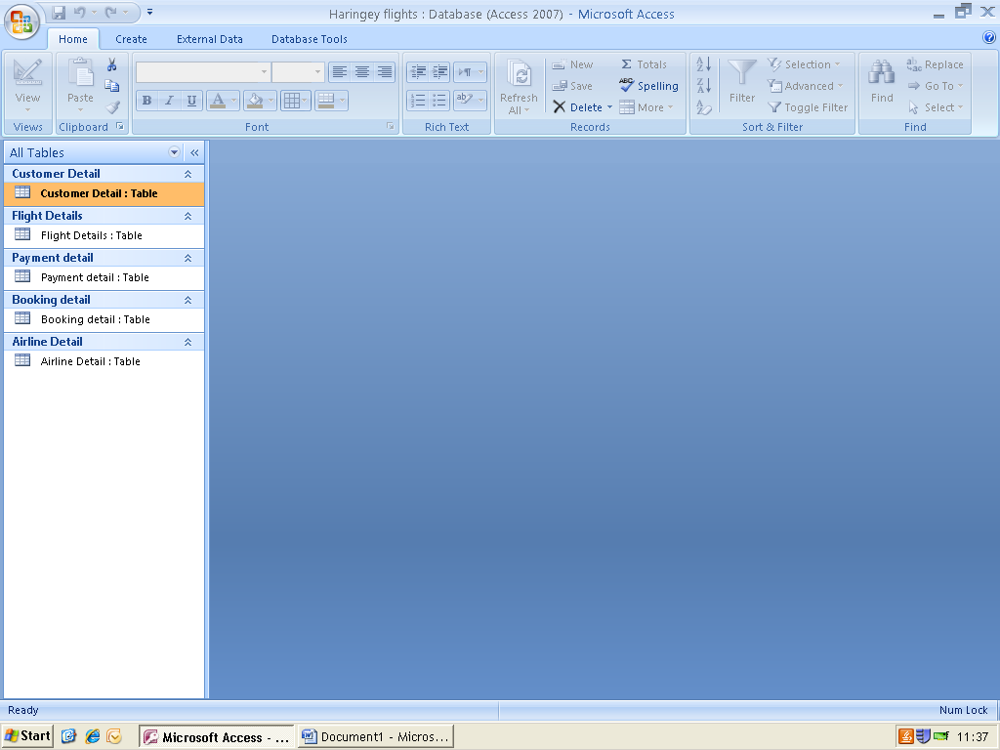 Haringey flights : Database (Access 2007) - Microsoft Access
Home Create External Data Database Tools
View
Views
Paste
Clipboard
B I U A
Font
Rich Text
Refresh All
New
Save
Delete
Σ Totals
ABC Spelling
More
Records
Filter
Selection
Advanced
Toggle Filter
Sort & Filter
Find
Replace
Go To
Select
Find
All Tables
Customer Detail
Customer Detail : Table
Flight Details
Flight Details : Table
Payment detail
Payment detail : Table
Booking detail
Booking detail : Table
Airline Detail
Airline Detail : Table
Ready
Num Lock
Start
Microsoft Access - ...
Document1 - Micros...
11:37